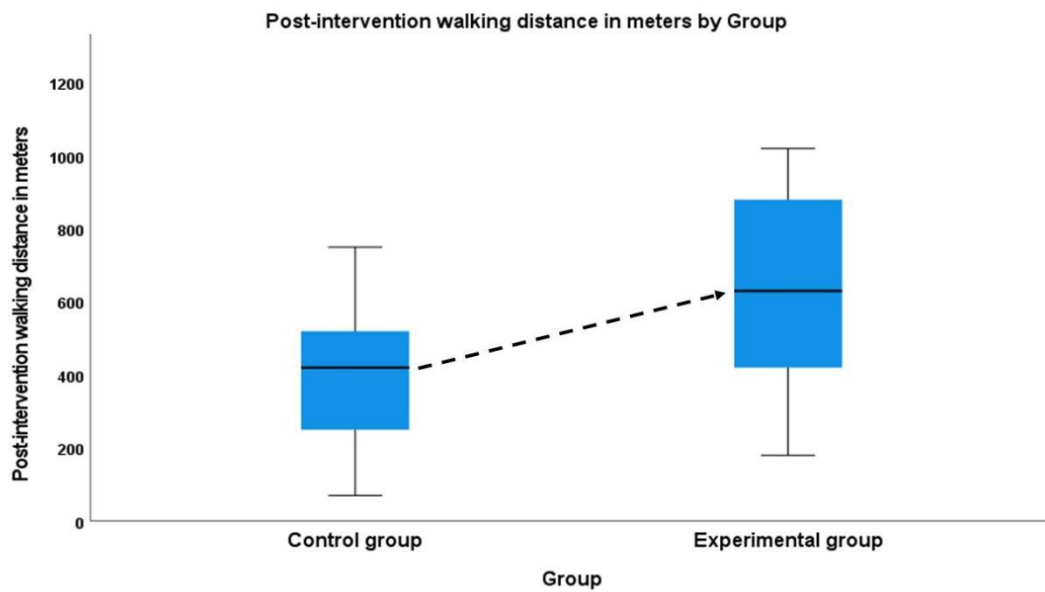 Post-intervention walking distance in meters by Group
Post-intervention walking distance in meters
1200
1000
800
600
400
200
0
Control group
Experimental group
Group